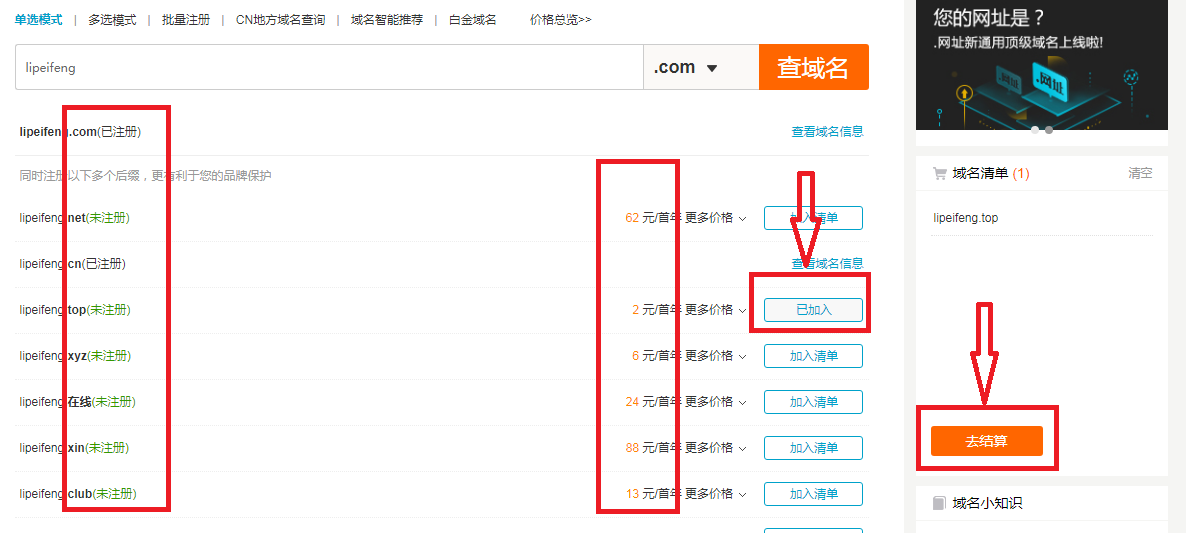 单选模式 | 多选模式 | 批量注册 | CN地方域名查询 | 域名智能推荐 | 白金域名 价格总览>>
lipeifeng .com 查域名
lipeifeng.com(已注册) 查看域名信息
同时注册以下多个后缀，更有利于您的品牌保护
lipeifeng.net(未注册) 62 元/首年 更多价格 加入清单
lipeifeng.cn(已注册) 查看域名信息
lipeifeng.top(未注册) 2 元/首年 更多价格 已加入
lipeifeng.xyz(未注册) 6 元/首年 更多价格 加入清单
lipeifeng.在线(未注册) 24 元/首年 更多价格 加入清单
lipeifeng.xin(未注册) 88 元/首年 更多价格 加入清单
lipeifeng.club(未注册) 13 元/首年 更多价格 加入清单
您的网址是？
.网址新通用顶级域名上线啦!
.网址
.网址
域名清单 (1) 清空
lipeifeng.top
去结算
域名小知识